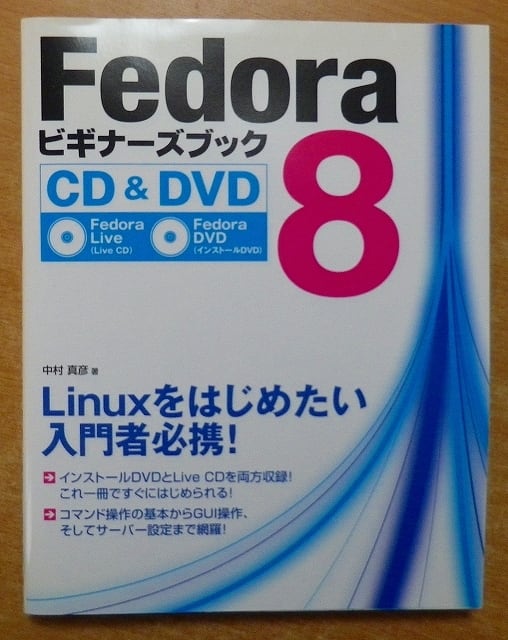 Fedora
ビギナーズブック
8
CD & DVD
Fedora
Live
(Live CD)
Fedora
DVD
(インストールDVD)
中村 真彦 著
Linuxをはじめたい
入門者必携!
インストールDVDとLive CDを両方収録!
これ一冊ですぐにはじめられる!
コマンド操作の基本からGUI操作、
そしてサーバー設定まで網羅!